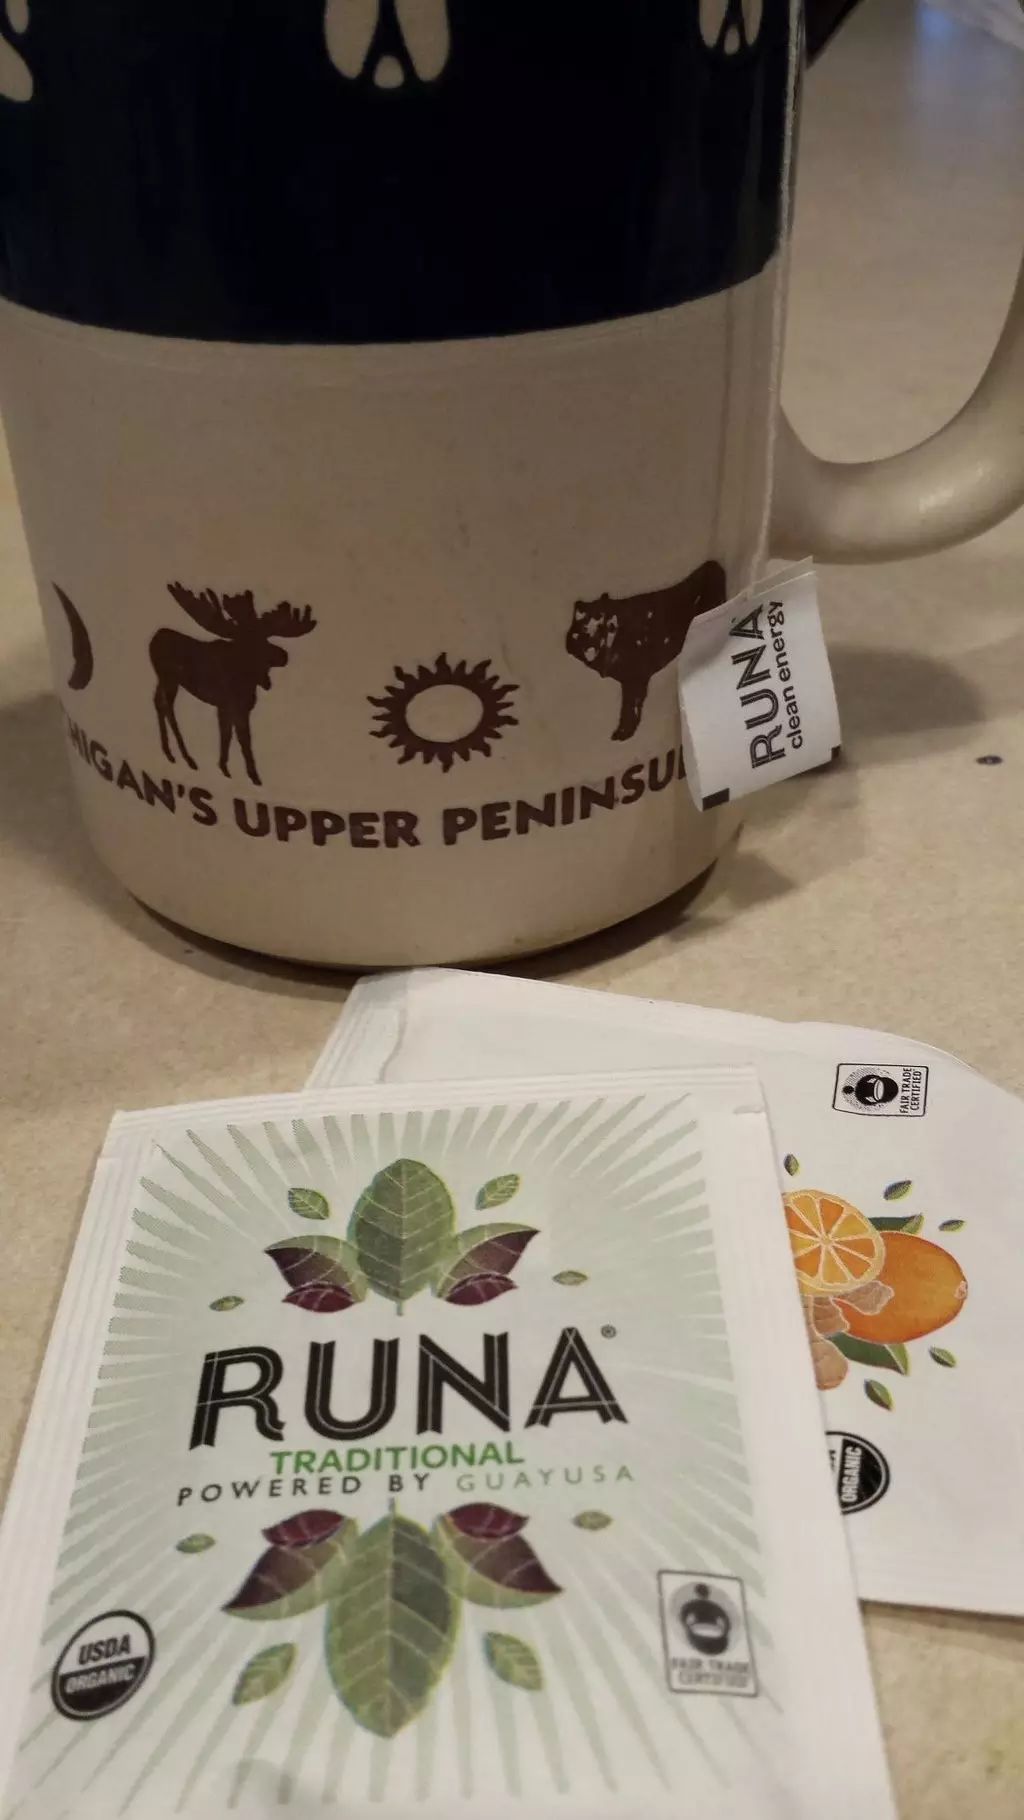 RUNA
clean energy
HIGAN'S UPPER PENINSU
FAIR TRADE
CERTIFIED
RUNA®
TRADITIONAL
POWERED BY GUAYUSA
ORGANIC
USDA
ORGANIC
FAIR TRADE
CERTIFIED